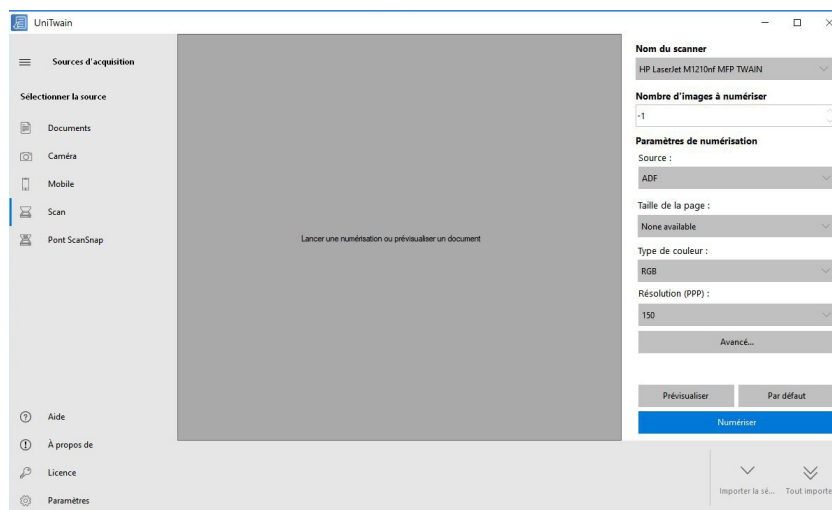 UniTwain
Sources d'acquisition
Sélectionner la source
Documents
Caméra
Mobile
Scan
Pont ScanSnap
Aide
À propos de
Licence
Paramètres
Lancer une numérisation ou prévisualiser un document
Nom du scanner
HP LaserJet M1210nf MFP TWAIN
Nombre d'images à numériser
-1
Paramètres de numérisation
Source :
ADF
Taille de la page :
None available
Type de couleur :
RGB
Résolution (PPP) :
150
Avancé...
Prévisualiser
Par défaut
Numériser
Importer la sé...
Tout importe